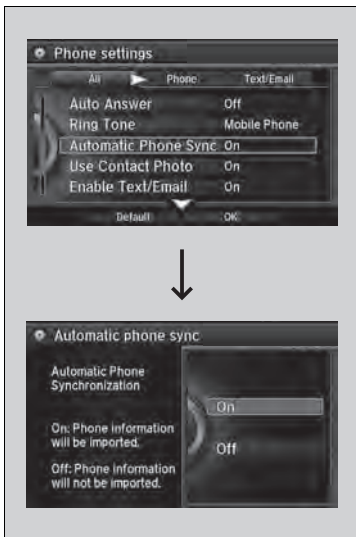 Phone settings
All Phone Text/Email
Auto Answer Off
Ring Tone Mobile Phone
Automatic Phone Sync On
Use Contact Photo On
Enable Text/Email On
Default OK
Automatic phone sync
Automatic Phone
Synchronization
On: Phone information
will be imported.
Off: Phone information
will not be imported.
On
Off